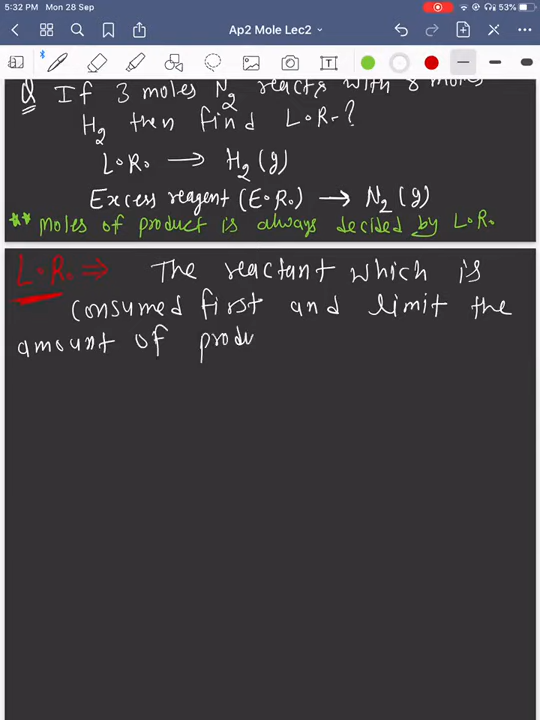 5:32 PM Mon 28 Sep 53%
Ap2 Mole Lec2
Q If 3 moles N2 reacts with 8 moles
H2 then find L.R.?
L.R. → H2(g)
Excess reagent (E.R.) → N2(g)
** moles of product is always decided by L.R.
L.R. ⇒ The reactant which is
consumed first and limit the
amount of produ